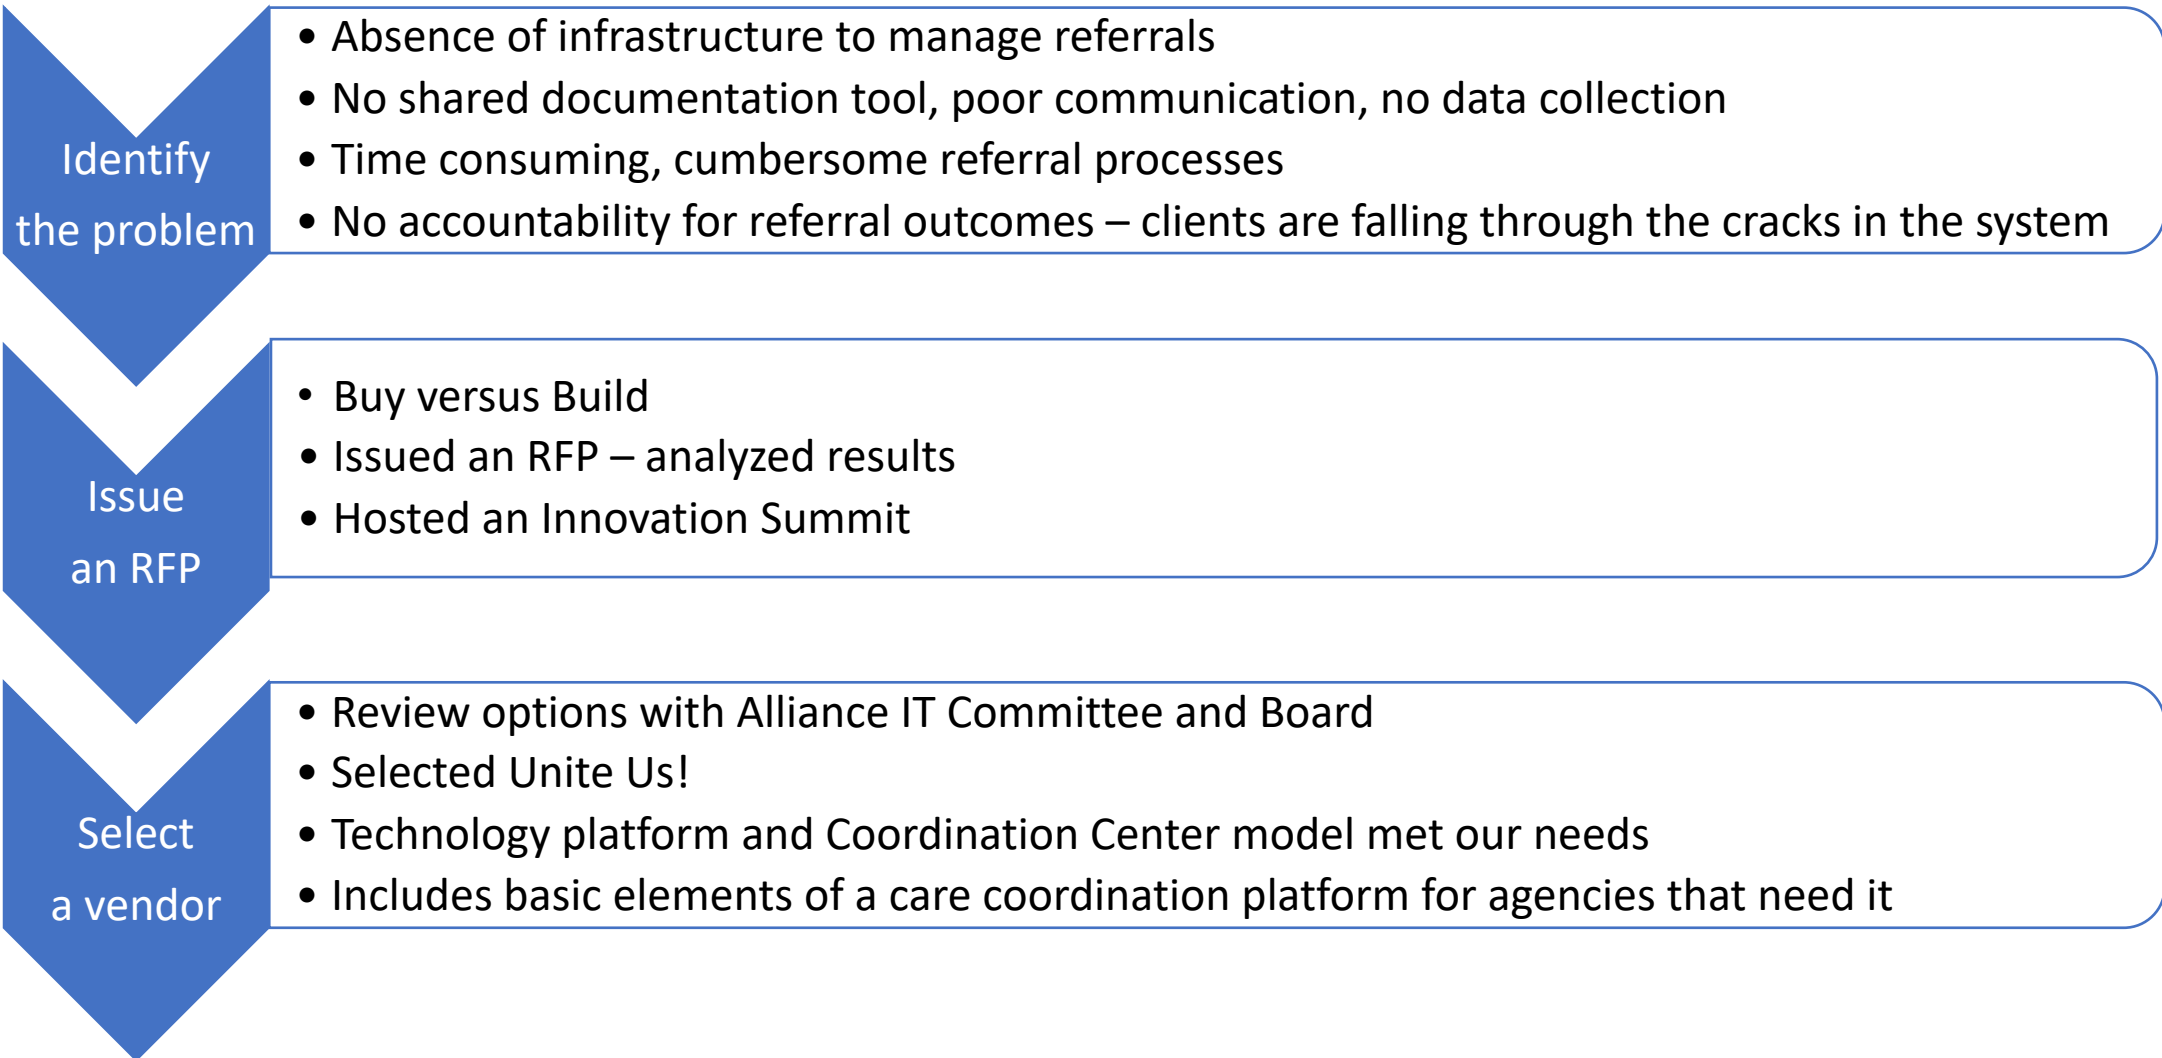 Identify
the problem
• Absence of infrastructure to manage referrals
• No shared documentation tool, poor communication, no data collection
• Time consuming, cumbersome referral processes
• No accountability for referral outcomes – clients are falling through the cracks in the system
Issue
an RFP
• Buy versus Build
• Issued an RFP – analyzed results
• Hosted an Innovation Summit
Select
a vendor
• Review options with Alliance IT Committee and Board
• Selected Unite Us!
• Technology platform and Coordination Center model met our needs
• Includes basic elements of a care coordination platform for agencies that need it